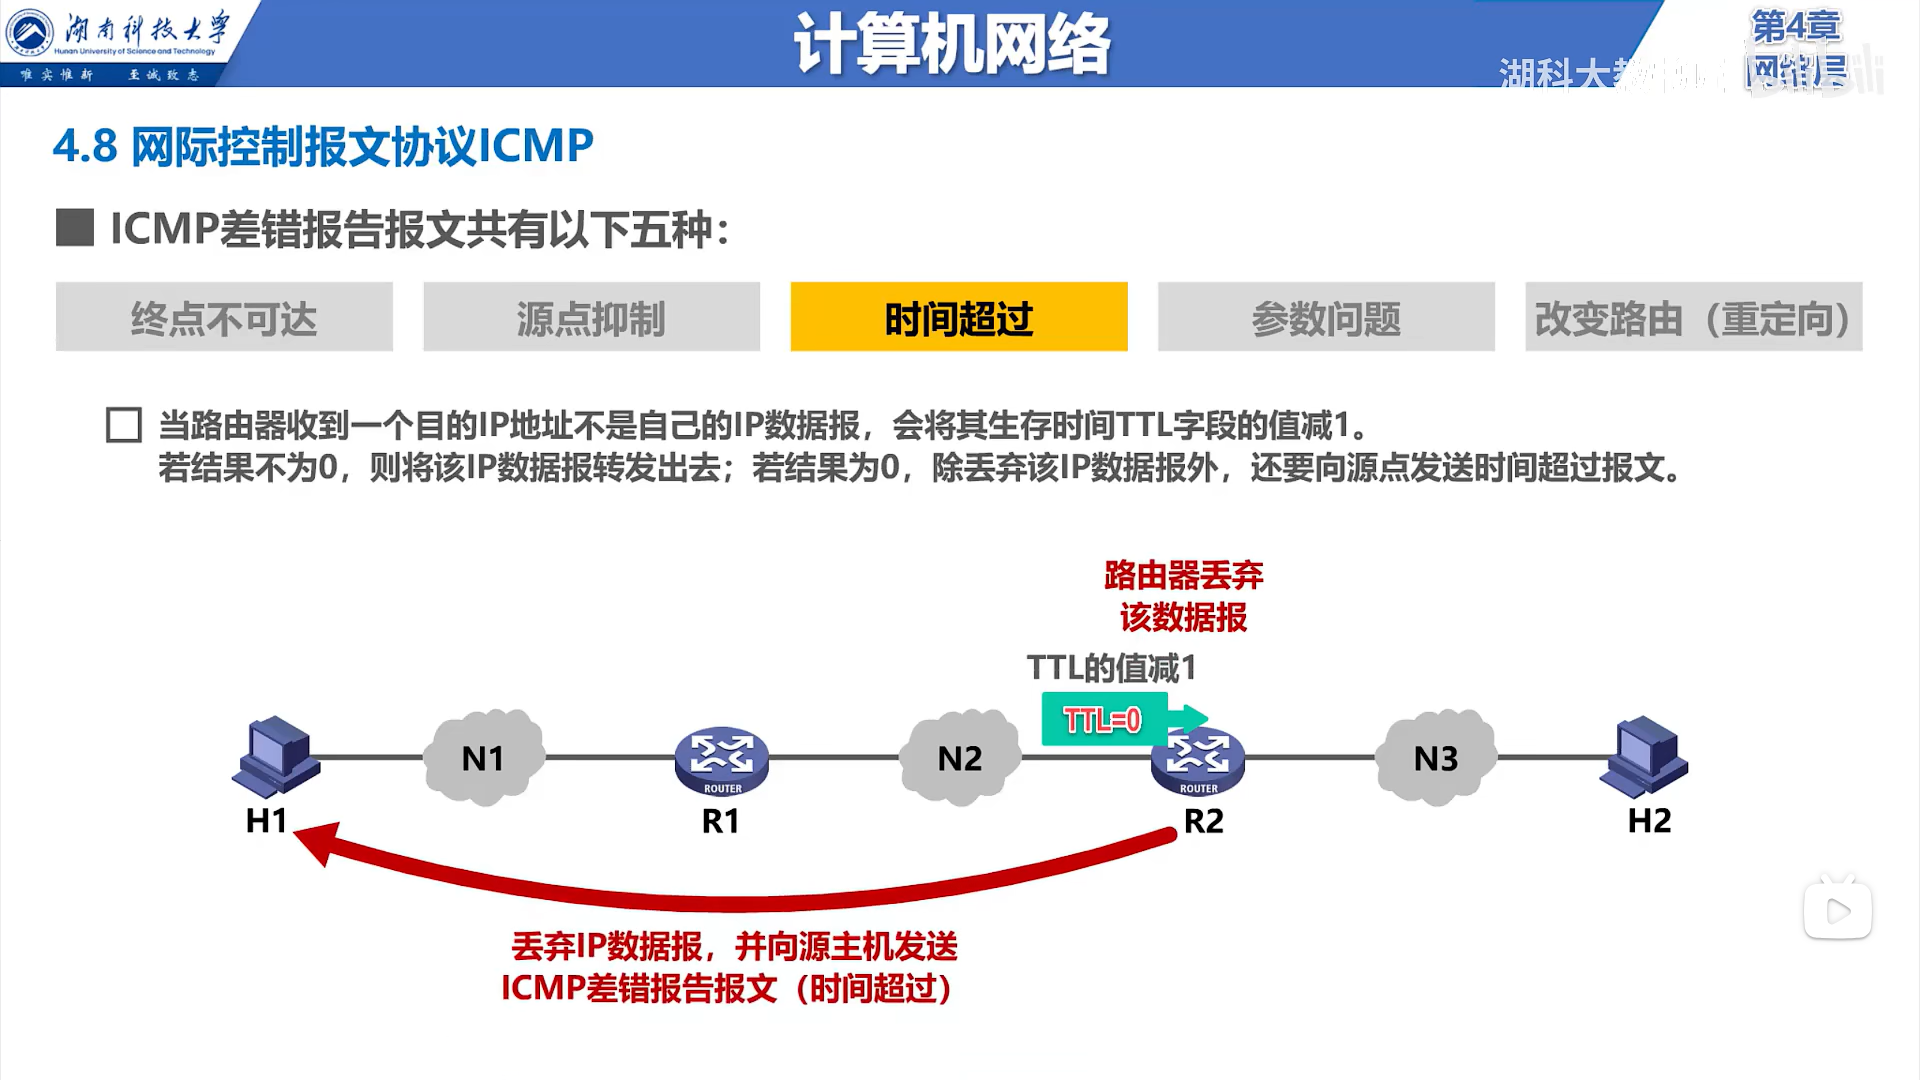 湖南科技大学
Hunan University of Science and Technology
唯实惟新 至诚致志
计算机网络
第4章
网络层
湖科大教
4.8 网际控制报文协议ICMP
ICMP差错报告报文共有以下五种：
终点不可达
源点抑制
时间超过
参数问题
改变路由（重定向）
当路由器收到一个目的IP地址不是自己的IP数据报，会将其生存时间TTL字段的值减1。
若结果不为0，则将该IP数据报转发出去；若结果为0，除丢弃该IP数据报外，还要向源点发送时间超过报文。
路由器丢弃
该数据报
TTL的值减1
TTL=0
N1
N2
N3
ROUTER
ROUTER
H1
R1
R2
H2
丢弃IP数据报，并向源主机发送
ICMP差错报告报文（时间超过）